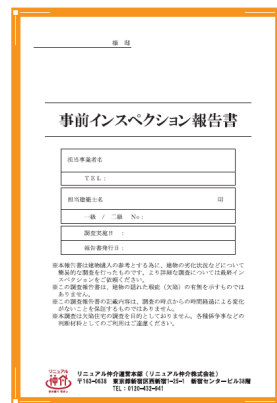 様 邸
事前インスペクション報告書
担当事業者名
TEL:
担当建築士名 印
一級 / 二級 No:
調査実施日 :
報告書発行日:
※本報告書は建物購入の参考とする為に、建物の劣化状況などについて
簡易的な調査を行ったものです。より詳細な調査については最終イン
スペクションをご依頼ください。
※この調査報告書は、建物の隠れた瑕疵(欠陥)の有無を示すものでは
ありません。
※この調査報告書の記載内容は、調査の時点からの時間経過による変化
がないことを保証するものではありません。
※本調査は欠陥住宅の調査を目的としておりません。各種係争事などの
判断材料としてのご利用はご遠慮ください。
リニュアル
仲介
リニュアル仲介運営本部(リニュアル仲介株式会社)
〒163-0638 東京都新宿区西新宿1-25-1 新宿センタービル38階
TEL:0120-432-941